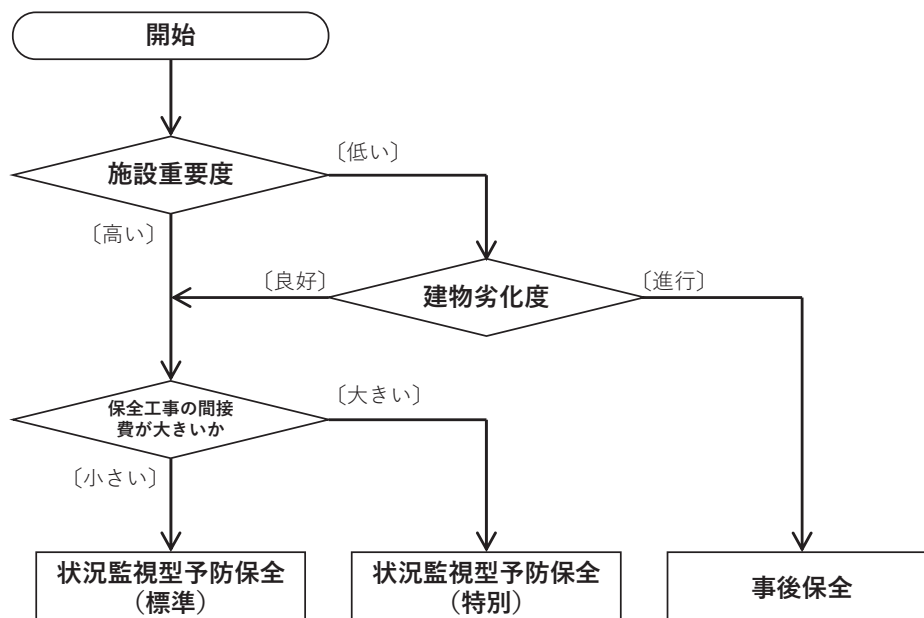 開始
施設重要度
〔低い〕
〔高い〕
〔良好〕
建物劣化度
〔進行〕
保全工事の間接
費が大きいか
〔大きい〕
〔小さい〕
状況監視型予防保全
（標準）
状況監視型予防保全
（特別）
事後保全